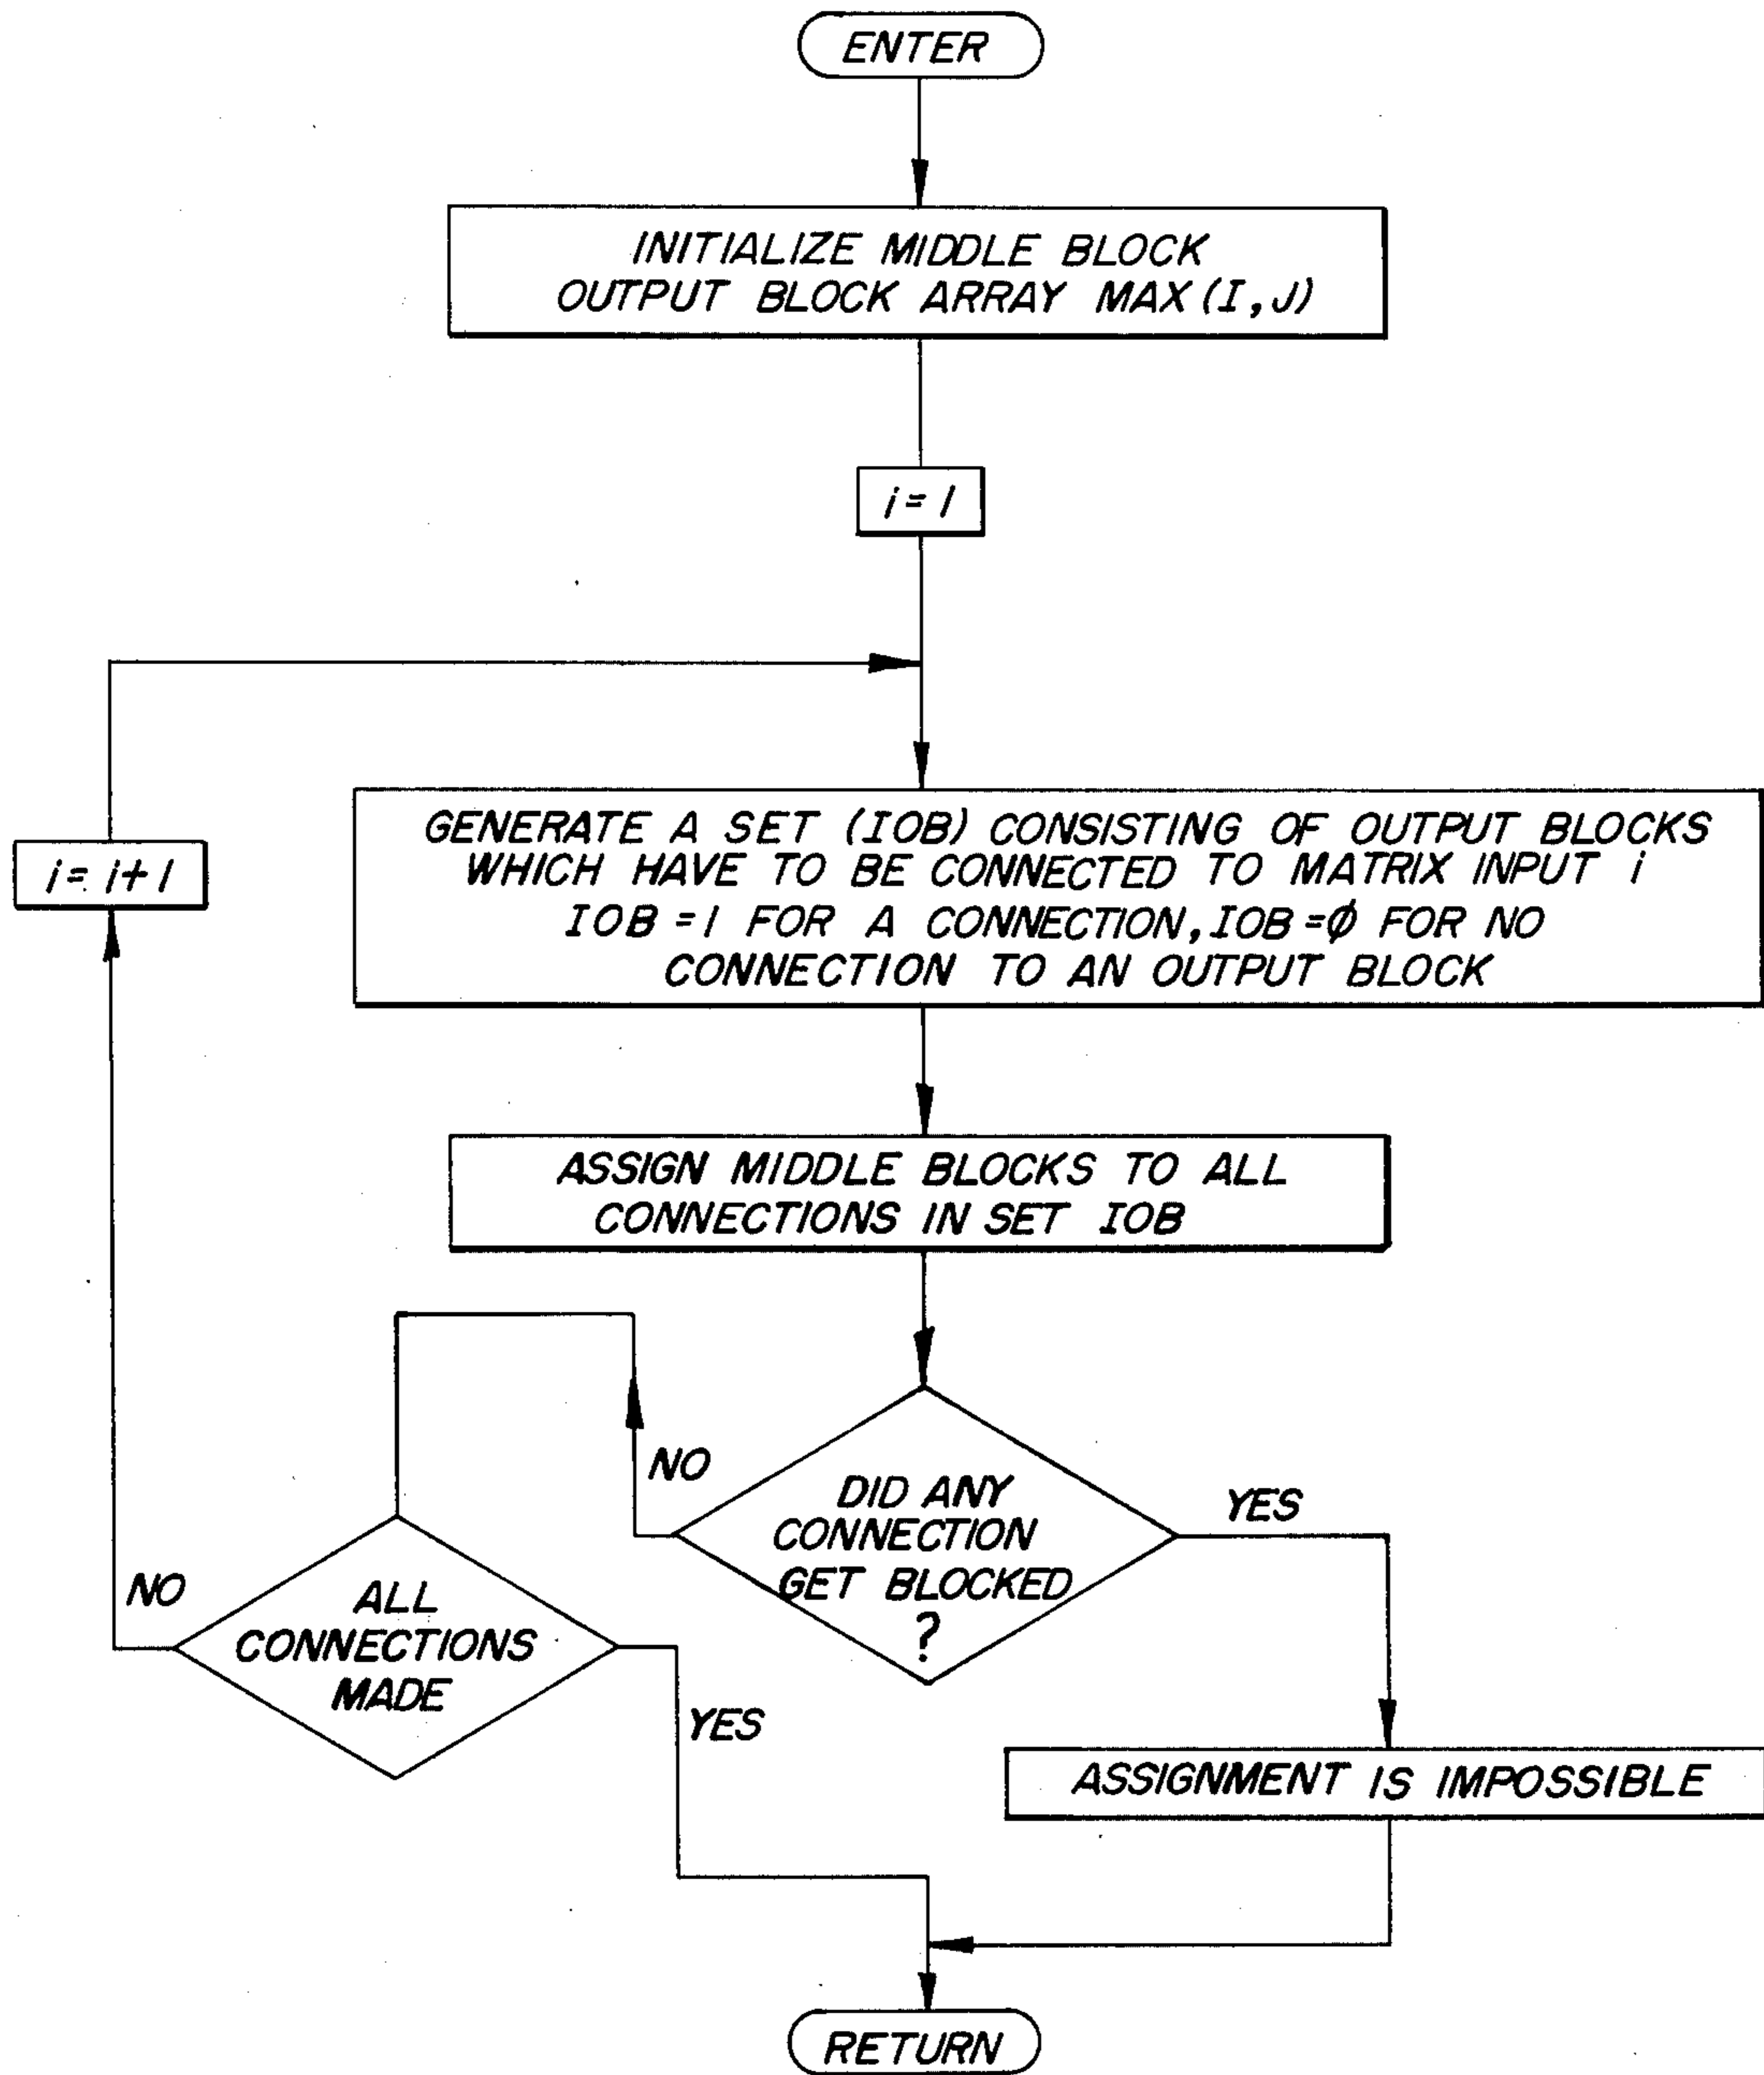 ENTER
INITIALIZE MIDDLE BLOCK
OUTPUT BLOCK ARRAY MAX (I,J)
i = 1
GENERATE A SET (IOB) CONSISTING OF OUTPUT BLOCKS
WHICH HAVE TO BE CONNECTED TO MATRIX INPUT i
IOB = 1 FOR A CONNECTION, IOB = ϕ FOR NO
CONNECTION TO AN OUTPUT BLOCK
i = i + 1
ASSIGN MIDDLE BLOCKS TO ALL
CONNECTIONS IN SET IOB
NO
DID ANY
CONNECTION
GET BLOCKED
?
YES
NO
ALL
CONNECTIONS
MADE
YES
ASSIGNMENT IS IMPOSSIBLE
RETURN